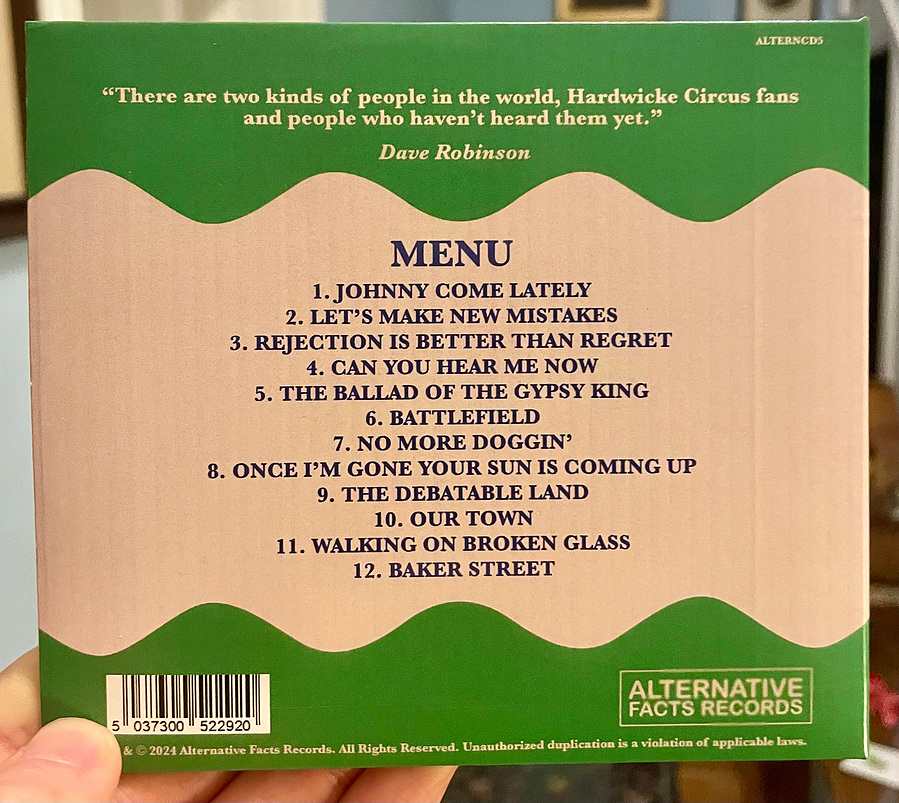 ALTERNCD5
“There are two kinds of people in the world, Hardwicke Circus fans
and people who haven’t heard them yet.”
Dave Robinson
MENU
1. JOHNNY COME LATELY
2. LET’S MAKE NEW MISTAKES
3. REJECTION IS BETTER THAN REGRET
4. CAN YOU HEAR ME NOW
5. THE BALLAD OF THE GYPSY KING
6. BATTLEFIELD
7. NO MORE DOGGIN’
8. ONCE I’M GONE YOUR SUN IS COMING UP
9. THE DEBATABLE LAND
10. OUR TOWN
11. WALKING ON BROKEN GLASS
12. BAKER STREET
5 037300 522920
ALTERNATIVE
FACTS RECORDS
& © 2024 Alternative Facts Records. All Rights Reserved. Unauthorized duplication is a violation of applicable laws.